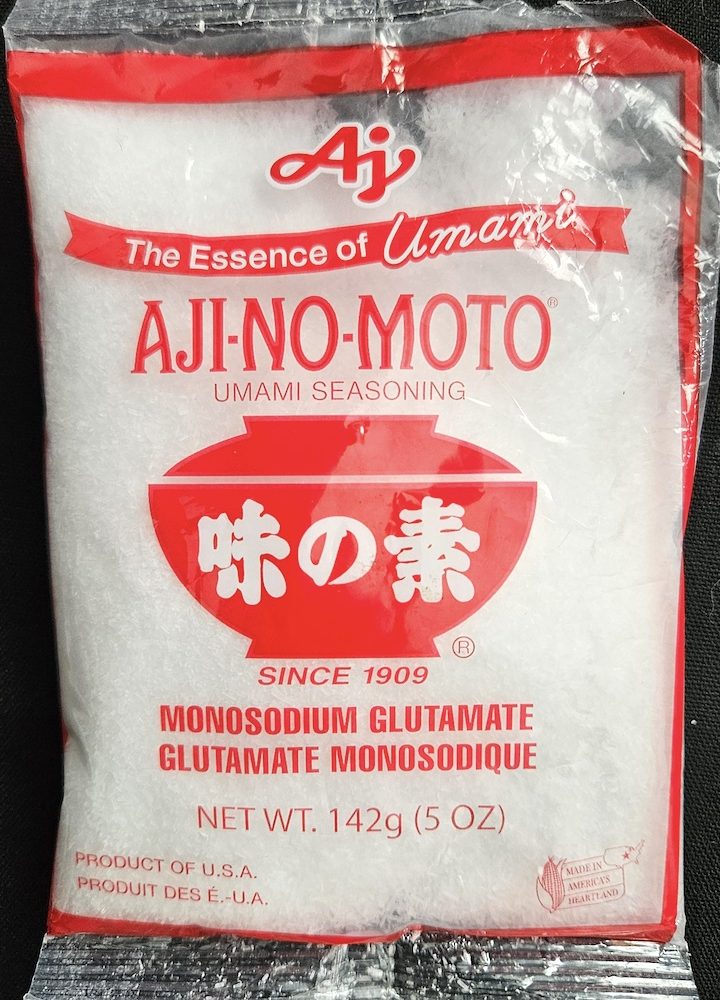 Aj
The Essence of Umami
AJI-NO-MOTO®
UMAMI SEASONING
味の素
®
SINCE 1909
MONOSODIUM GLUTAMATE
GLUTAMATE MONOSODIQUE
NET WT. 142g (5 OZ)
PRODUCT OF U.S.A.
PRODUIT DES É.-U.A.
MADE IN
AMERICA'S
HEARTLAND